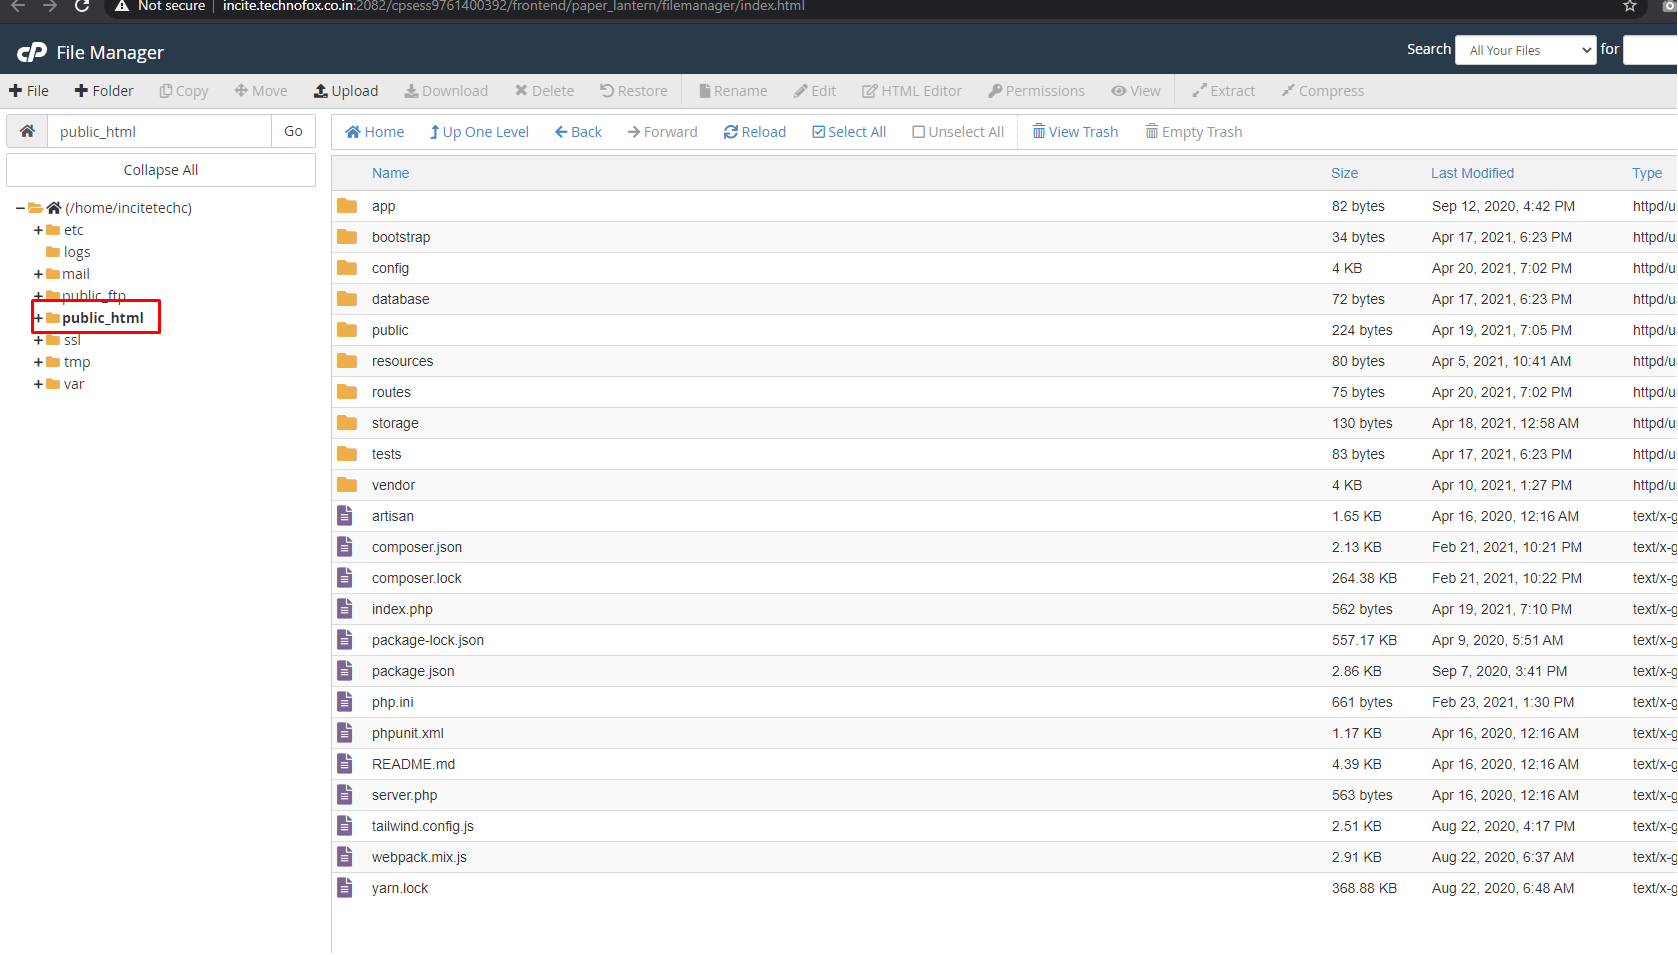 Not secure | incite.technofox.co.in:2082/cpsess9761400392/frontend/paper_lantern/filemanager/index.html
cP File Manager
Search All Your Files for
File Folder Copy Move Upload Download Delete Restore Rename Edit HTML Editor Permissions View Extract Compress
public_html Go
Home Up One Level Back Forward Reload Select All Unselect All View Trash Empty Trash
Collapse All
(/home/incitetechc)
etc
logs
mail
public_ftp
public_html
ssl
tmp
var
Name Size Last Modified Type
app 82 bytes Sep 12, 2020, 4:42 PM httpd/u
bootstrap 34 bytes Apr 17, 2021, 6:23 PM httpd/u
config 4 KB Apr 20, 2021, 7:02 PM httpd/u
database 72 bytes Apr 17, 2021, 6:23 PM httpd/u
public 224 bytes Apr 19, 2021, 7:05 PM httpd/u
resources 80 bytes Apr 5, 2021, 10:41 AM httpd/u
routes 75 bytes Apr 20, 2021, 7:02 PM httpd/u
storage 130 bytes Apr 18, 2021, 12:58 AM httpd/u
tests 83 bytes Apr 17, 2021, 6:23 PM httpd/u
vendor 4 KB Apr 10, 2021, 1:27 PM httpd/u
artisan 1.65 KB Apr 16, 2020, 12:16 AM text/x-g
composer.json 2.13 KB Feb 21, 2021, 10:21 PM text/x-g
composer.lock 264.38 KB Feb 21, 2021, 10:22 PM text/x-g
index.php 562 bytes Apr 19, 2021, 7:10 PM text/x-g
package-lock.json 557.17 KB Apr 9, 2020, 5:51 AM text/x-g
package.json 2.86 KB Sep 7, 2020, 3:41 PM text/x-g
php.ini 661 bytes Feb 23, 2021, 1:30 PM text/x-g
phpunit.xml 1.17 KB Apr 16, 2020, 12:16 AM text/x-g
README.md 4.39 KB Apr 16, 2020, 12:16 AM text/x-g
server.php 563 bytes Apr 16, 2020, 12:16 AM text/x-g
tailwind.config.js 2.51 KB Aug 22, 2020, 4:17 PM text/x-g
webpack.mix.js 2.91 KB Aug 22, 2020, 6:37 AM text/x-g
yarn.lock 368.88 KB Aug 22, 2020, 6:48 AM text/x-g